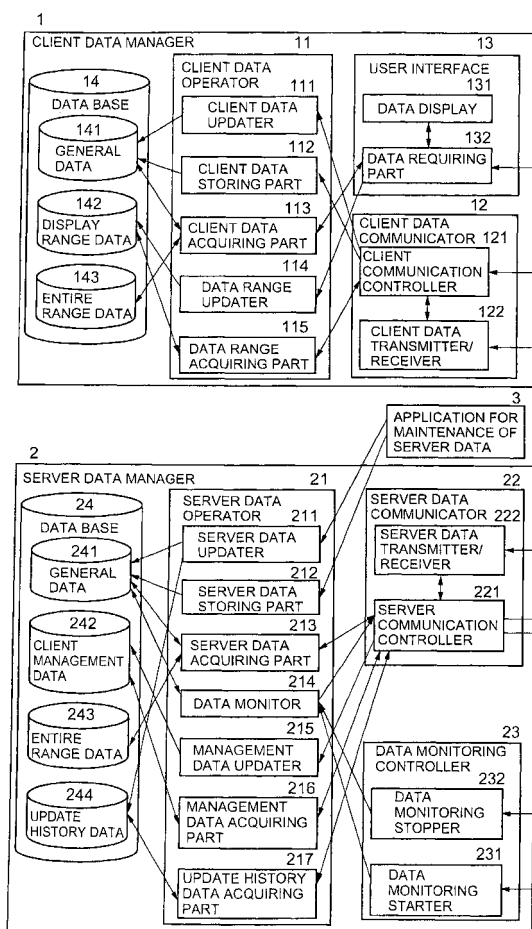 1
CLIENT DATA MANAGER
14
DATA BASE
141
GENERAL
DATA
142
DISPLAY
RANGE DATA
143
ENTIRE
RANGE DATA
11
CLIENT DATA
OPERATOR
111
CLIENT DATA
UPDATER
112
CLIENT DATA
STORING PART
113
CLIENT DATA
ACQUIRING PART
114
DATA RANGE
UPDATER
115
DATA RANGE
ACQUIRING PART
13
USER INTERFACE
131
DATA DISPLAY
132
DATA REQUIRING
PART
12
CLIENT DATA
COMMUNICATOR
121
CLIENT
COMMUNICATION
CONTROLLER
122
CLIENT DATA
TRANSMITTER/
RECEIVER
3
APPLICATION FOR
MAINTENANCE OF
SERVER DATA
2
SERVER DATA MANAGER
24
DATA BASE
241
GENERAL
DATA
242
CLIENT
MANAGEMENT
DATA
243
ENTIRE
RANGE DATA
244
UPDATE
HISTORY DATA
21
SERVER DATA
OPERATOR
211
SERVER DATA
UPDATER
212
SERVER DATA
STORING PART
213
SERVER DATA
ACQUIRING PART
214
DATA MONITOR
215
MANAGEMENT
DATA UPDATER
216
MANAGEMENT
DATA ACQUIRING
PART
217
UPDATE HISTORY
DATA ACQUIRING
PART
22
SERVER DATA
COMMUNICATOR
222
SERVER DATA
TRANSMITTER/
RECEIVER
221
SERVER
COMMUNICATION
CONTROLLER
23
DATA MONITORING
CONTROLLER
232
DATA
MONITORING
STOPPER
231
DATA
MONITORING
STARTER